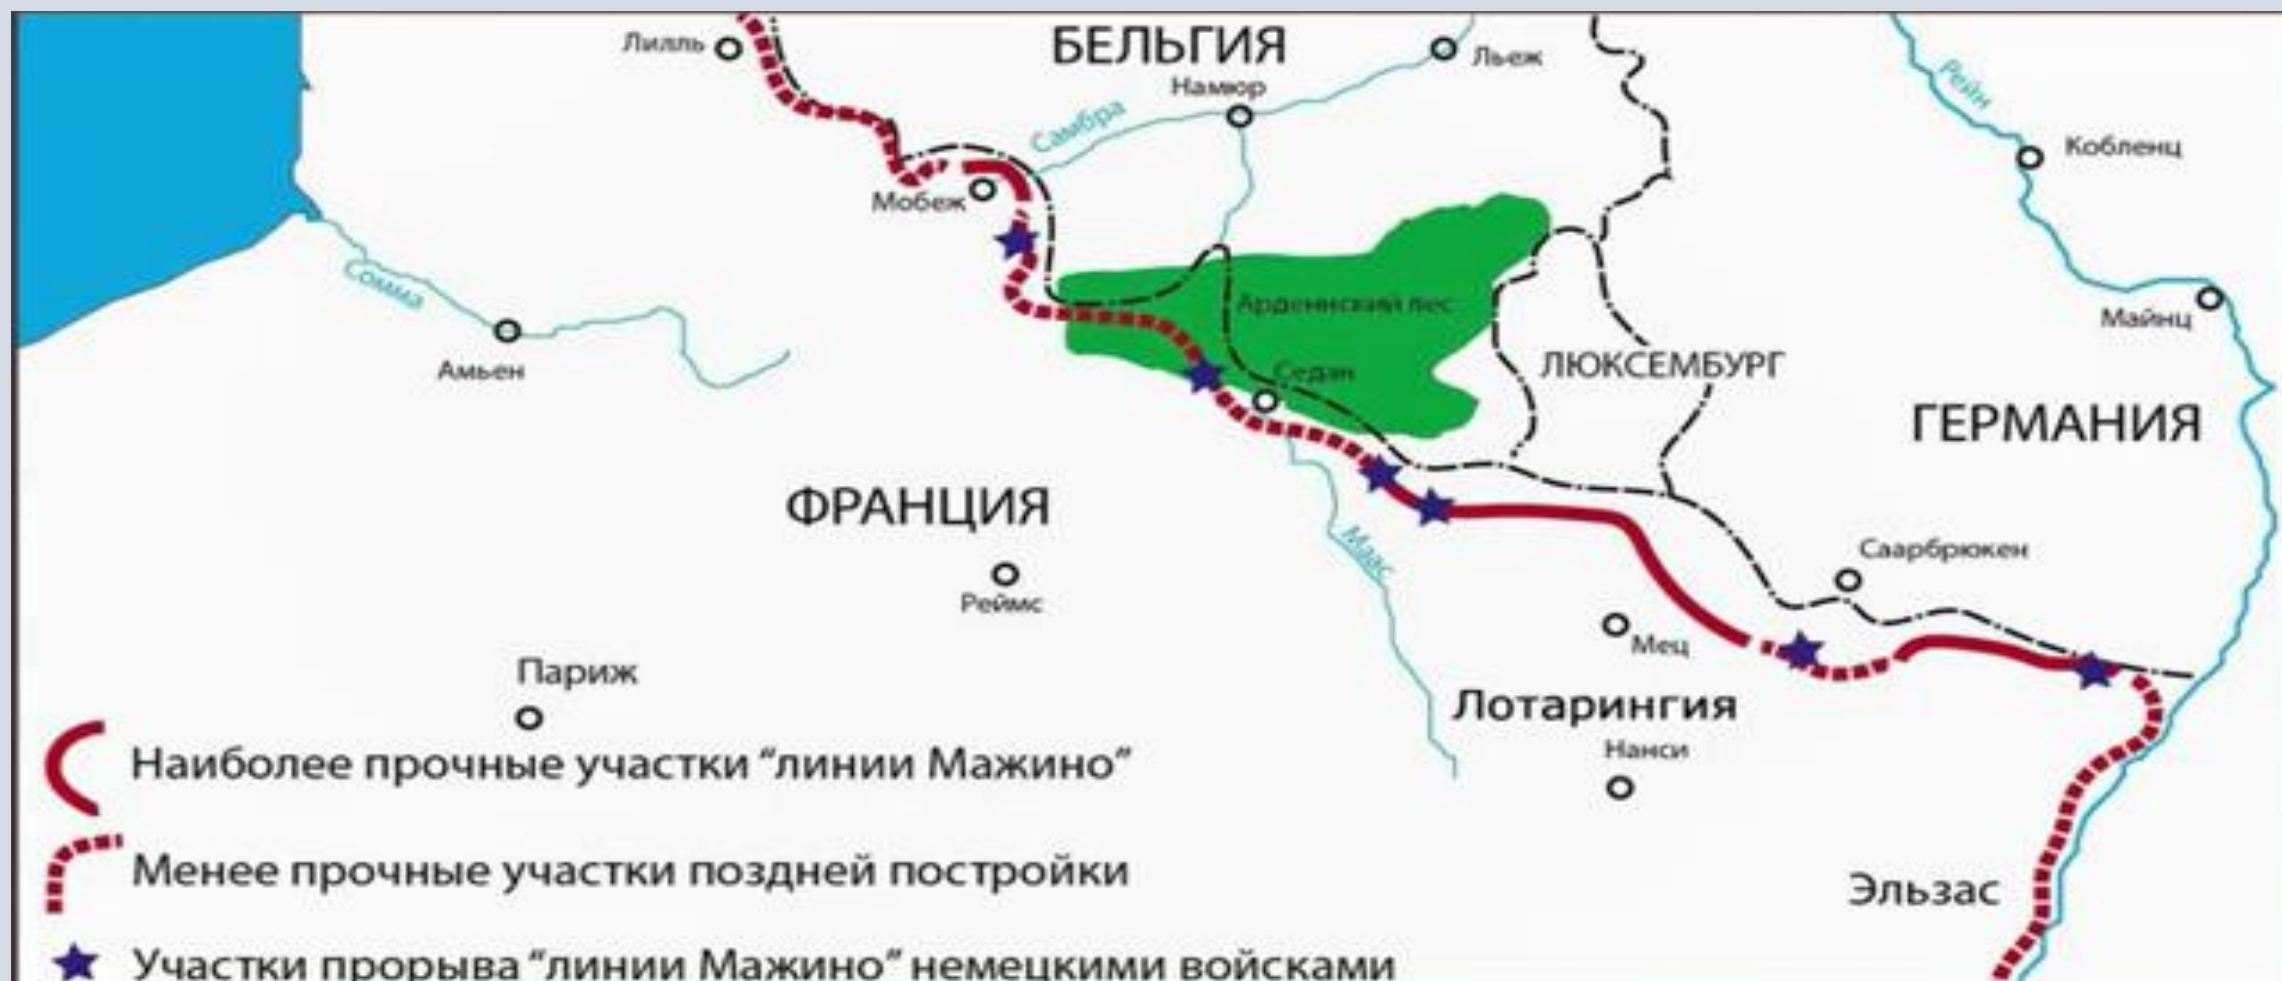 Лилль
БЕЛЬГИЯ
Льеж
Намюр
Самбра
Рейн
Кобленц
Мобеж
Сомма
Амьен
Арденнский лес
Седан
ЛЮКСЕМБУРГ
Майнц
ГЕРМАНИЯ
ФРАНЦИЯ
Реймс
Маас
Саарбрюкен
Мец
Париж
Лотарингия
Нанси
Эльзас
Наиболее прочные участки "линии Мажино"
Менее прочные участки поздней постройки
Участки прорыва "линии Мажино" немецкими войсками